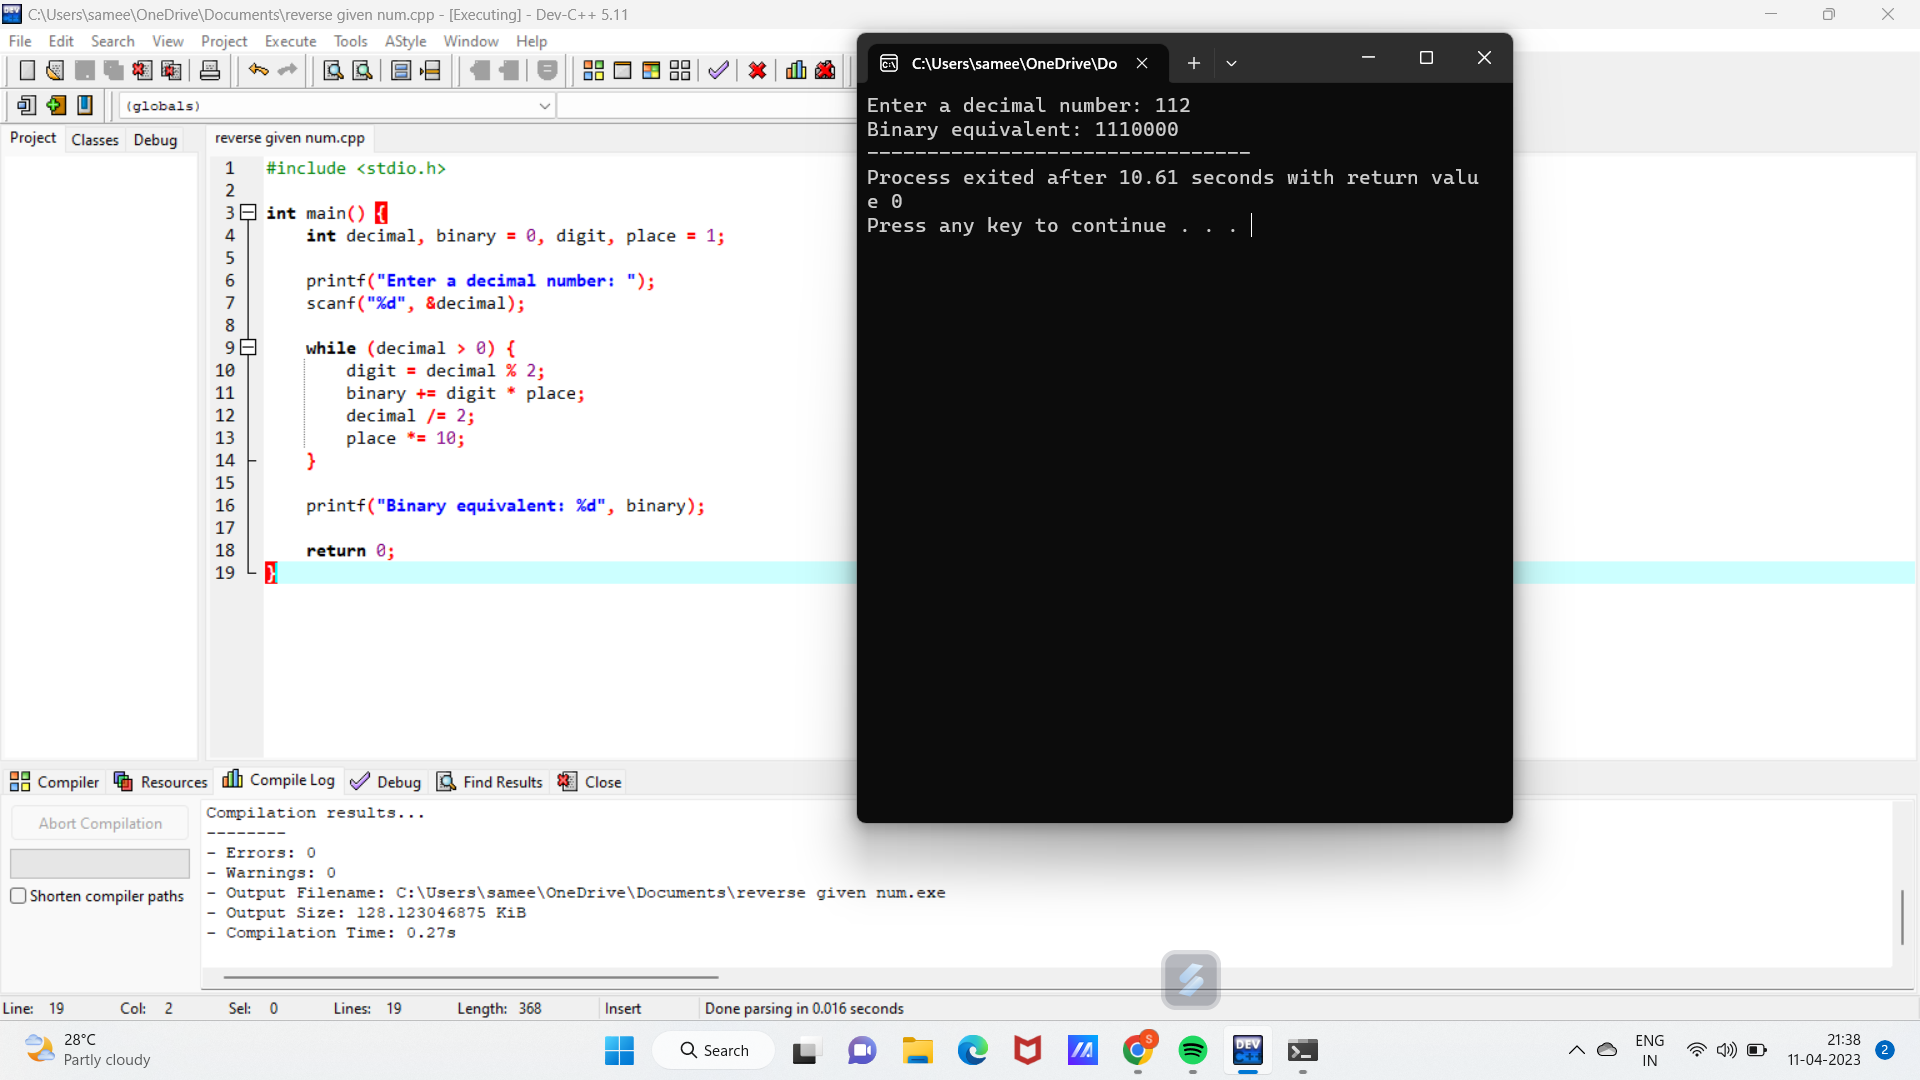 C:\Users\samee\OneDrive\Documents\reverse given num.cpp - [Executing] - Dev-C++ 5.11
File Edit Search View Project Execute Tools AStyle Window Help
(globals)
Project Classes Debug
reverse given num.cpp
1 #include <stdio.h>
2
3 int main() {
4     int decimal, binary = 0, digit, place = 1;
5
6     printf("Enter a decimal number: ");
7     scanf("%d", &decimal);
8
9     while (decimal > 0) {
10         digit = decimal % 2;
11         binary += digit * place;
12         decimal /= 2;
13         place *= 10;
14     }
15
16     printf("Binary equivalent: %d", binary);
17
18     return 0;
19 }
C:\Users\samee\OneDrive\Do
Enter a decimal number: 112
Binary equivalent: 1110000
--------------------------------
Process exited after 10.61 seconds with return valu
e 0
Press any key to continue . . .
Compiler Resources Compile Log Debug Find Results Close
Abort Compilation
Shorten compiler paths
Compilation results...
--------
- Errors: 0
- Warnings: 0
- Output Filename: C:\Users\samee\OneDrive\Documents\reverse given num.exe
- Output Size: 128.123046875 KiB
- Compilation Time: 0.27s
Line: 19 Col: 2 Sel: 0 Lines: 19 Length: 368 Insert Done parsing in 0.016 seconds
28°C
Partly cloudy
Search
S
DEV
C++
ENG
IN
21:38
11-04-2023
2